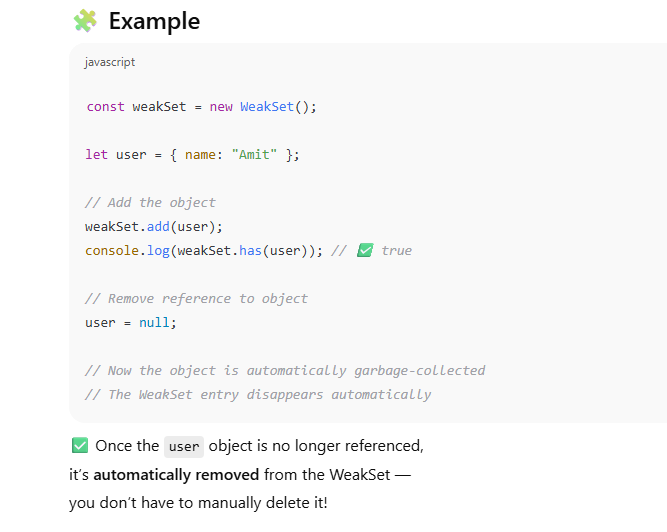 🧩 Example
javascript
const weakSet = new WeakSet();
let user = { name: "Amit" };
// Add the object
weakSet.add(user);
console.log(weakSet.has(user)); // ✅ true
// Remove reference to object
user = null;
// Now the object is automatically garbage-collected
// The WeakSet entry disappears automatically
✅ Once the user object is no longer referenced,
it’s automatically removed from the WeakSet —
you don’t have to manually delete it!